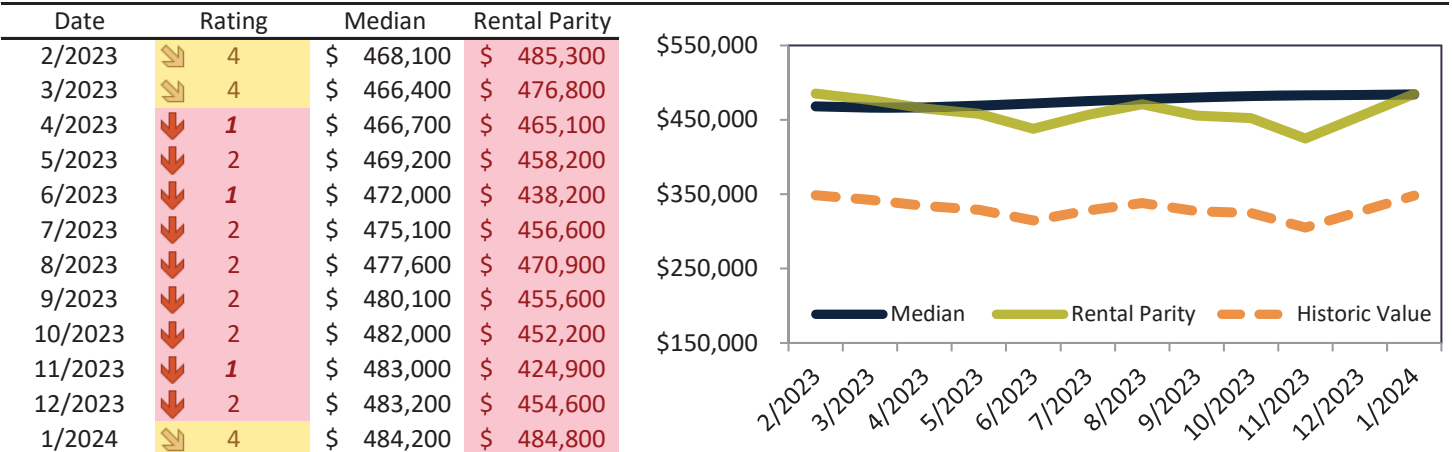 Date Rating Median Rental Parity
2/2023 4 $ 468,100 $ 485,300
3/2023 4 $ 466,400 $ 476,800
4/2023 1 $ 466,700 $ 465,100
5/2023 2 $ 469,200 $ 458,200
6/2023 1 $ 472,000 $ 438,200
7/2023 2 $ 475,100 $ 456,600
8/2023 2 $ 477,600 $ 470,900
9/2023 2 $ 480,100 $ 455,600
10/2023 2 $ 482,000 $ 452,200
11/2023 1 $ 483,000 $ 424,900
12/2023 2 $ 483,200 $ 454,600
1/2024 4 $ 484,200 $ 484,800
$550,000
$450,000
$350,000
$250,000
$150,000
Median Rental Parity Historic Value
2/2023 3/2023 4/2023 5/2023 6/2023 7/2023 8/2023 9/2023 10/2023 11/2023 12/2023 1/2024